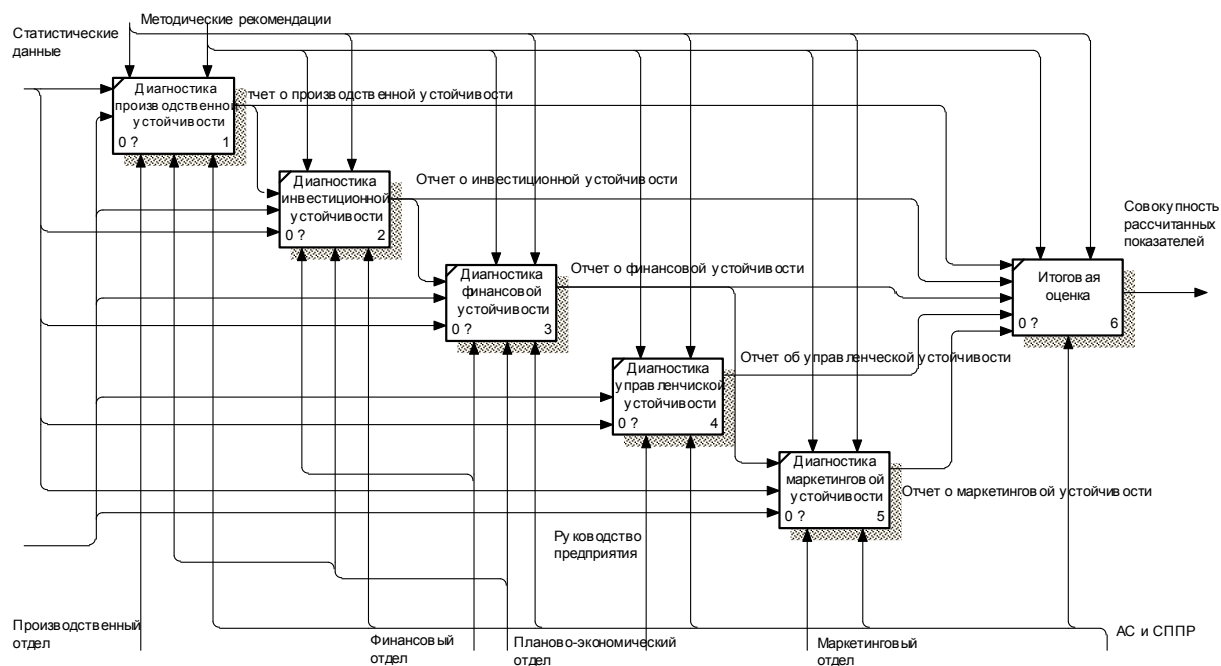 Методические рекомендации
Статистические
данные
Диагностика
производственной
устойчивости
0 ?
1
тчет о производственной устойчивости
Диагностика
инвестиционной
устойчивости
0 ?
2
Отчет о инвестиционной устойчивости
Совокупность
рассчитанных
показателей
Диагностика
финансовой
устойчивости
0 ?
3
Отчет о финансовой устойчивости
Итоговая
оценка
0 ?
6
Диагностика
управленчиской
устойчивости
0 ?
4
Отчет об управленческой устойчивости
Диагностика
маркетинговой
устойчивости
0 ?
5
Отчет о маркетинговой устойчивости
Руководство
предприятия
Производственный
отдел
Финансовый
отдел
Планово-экономический
отдел
Маркетинговый
отдел
АС и СППР